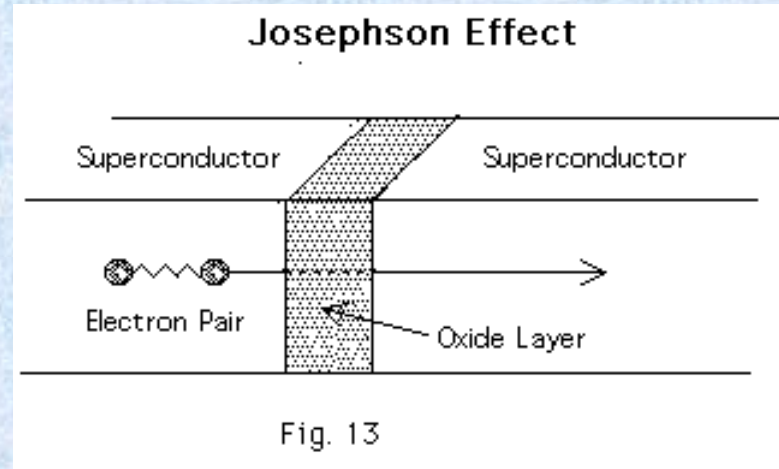 Josephson Effect
Superconductor
Superconductor
Electron Pair
Oxide Layer
Fig. 13